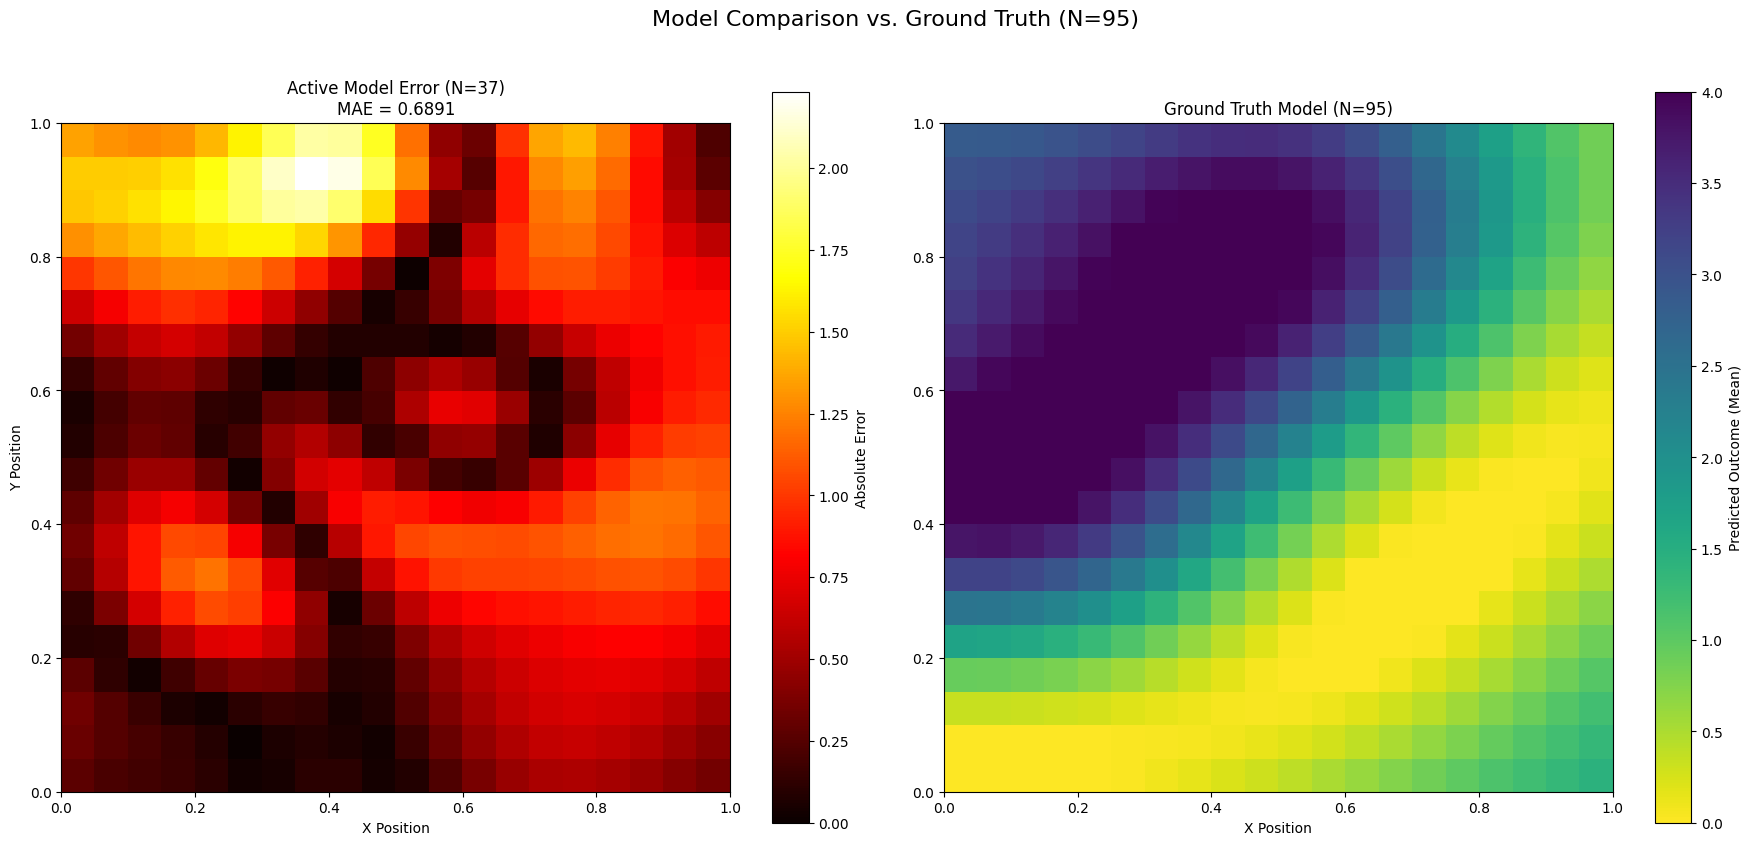 Model Comparison vs. Ground Truth (N=95)
Active Model Error (N=37)
MAE = 0.6891
1.0
0.8
0.6
0.4
0.2
0.0
Y Position
0.0 0.2 0.4 0.6 0.8 1.0
X Position
2.00
1.75
1.50
1.25
1.00
0.75
0.50
0.25
0.00
Absolute Error
Ground Truth Model (N=95)
1.0
0.8
0.6
0.4
0.2
0.0
0.0 0.2 0.4 0.6 0.8 1.0
X Position
4.0
3.5
3.0
2.5
2.0
1.5
1.0
0.5
0.0
Predicted Outcome (Mean)